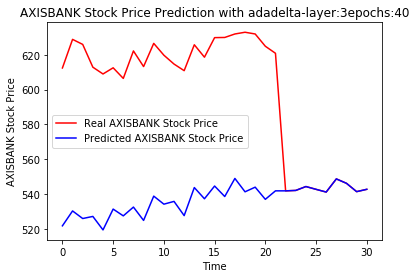 AXISBANK Stock Price Prediction with adadelta-layer:3epochs:40
AXISBANK Stock Price
620
600
580
560
540
520
Real AXISBANK Stock Price
Predicted AXISBANK Stock Price
0
5
10
15
20
25
30
Time